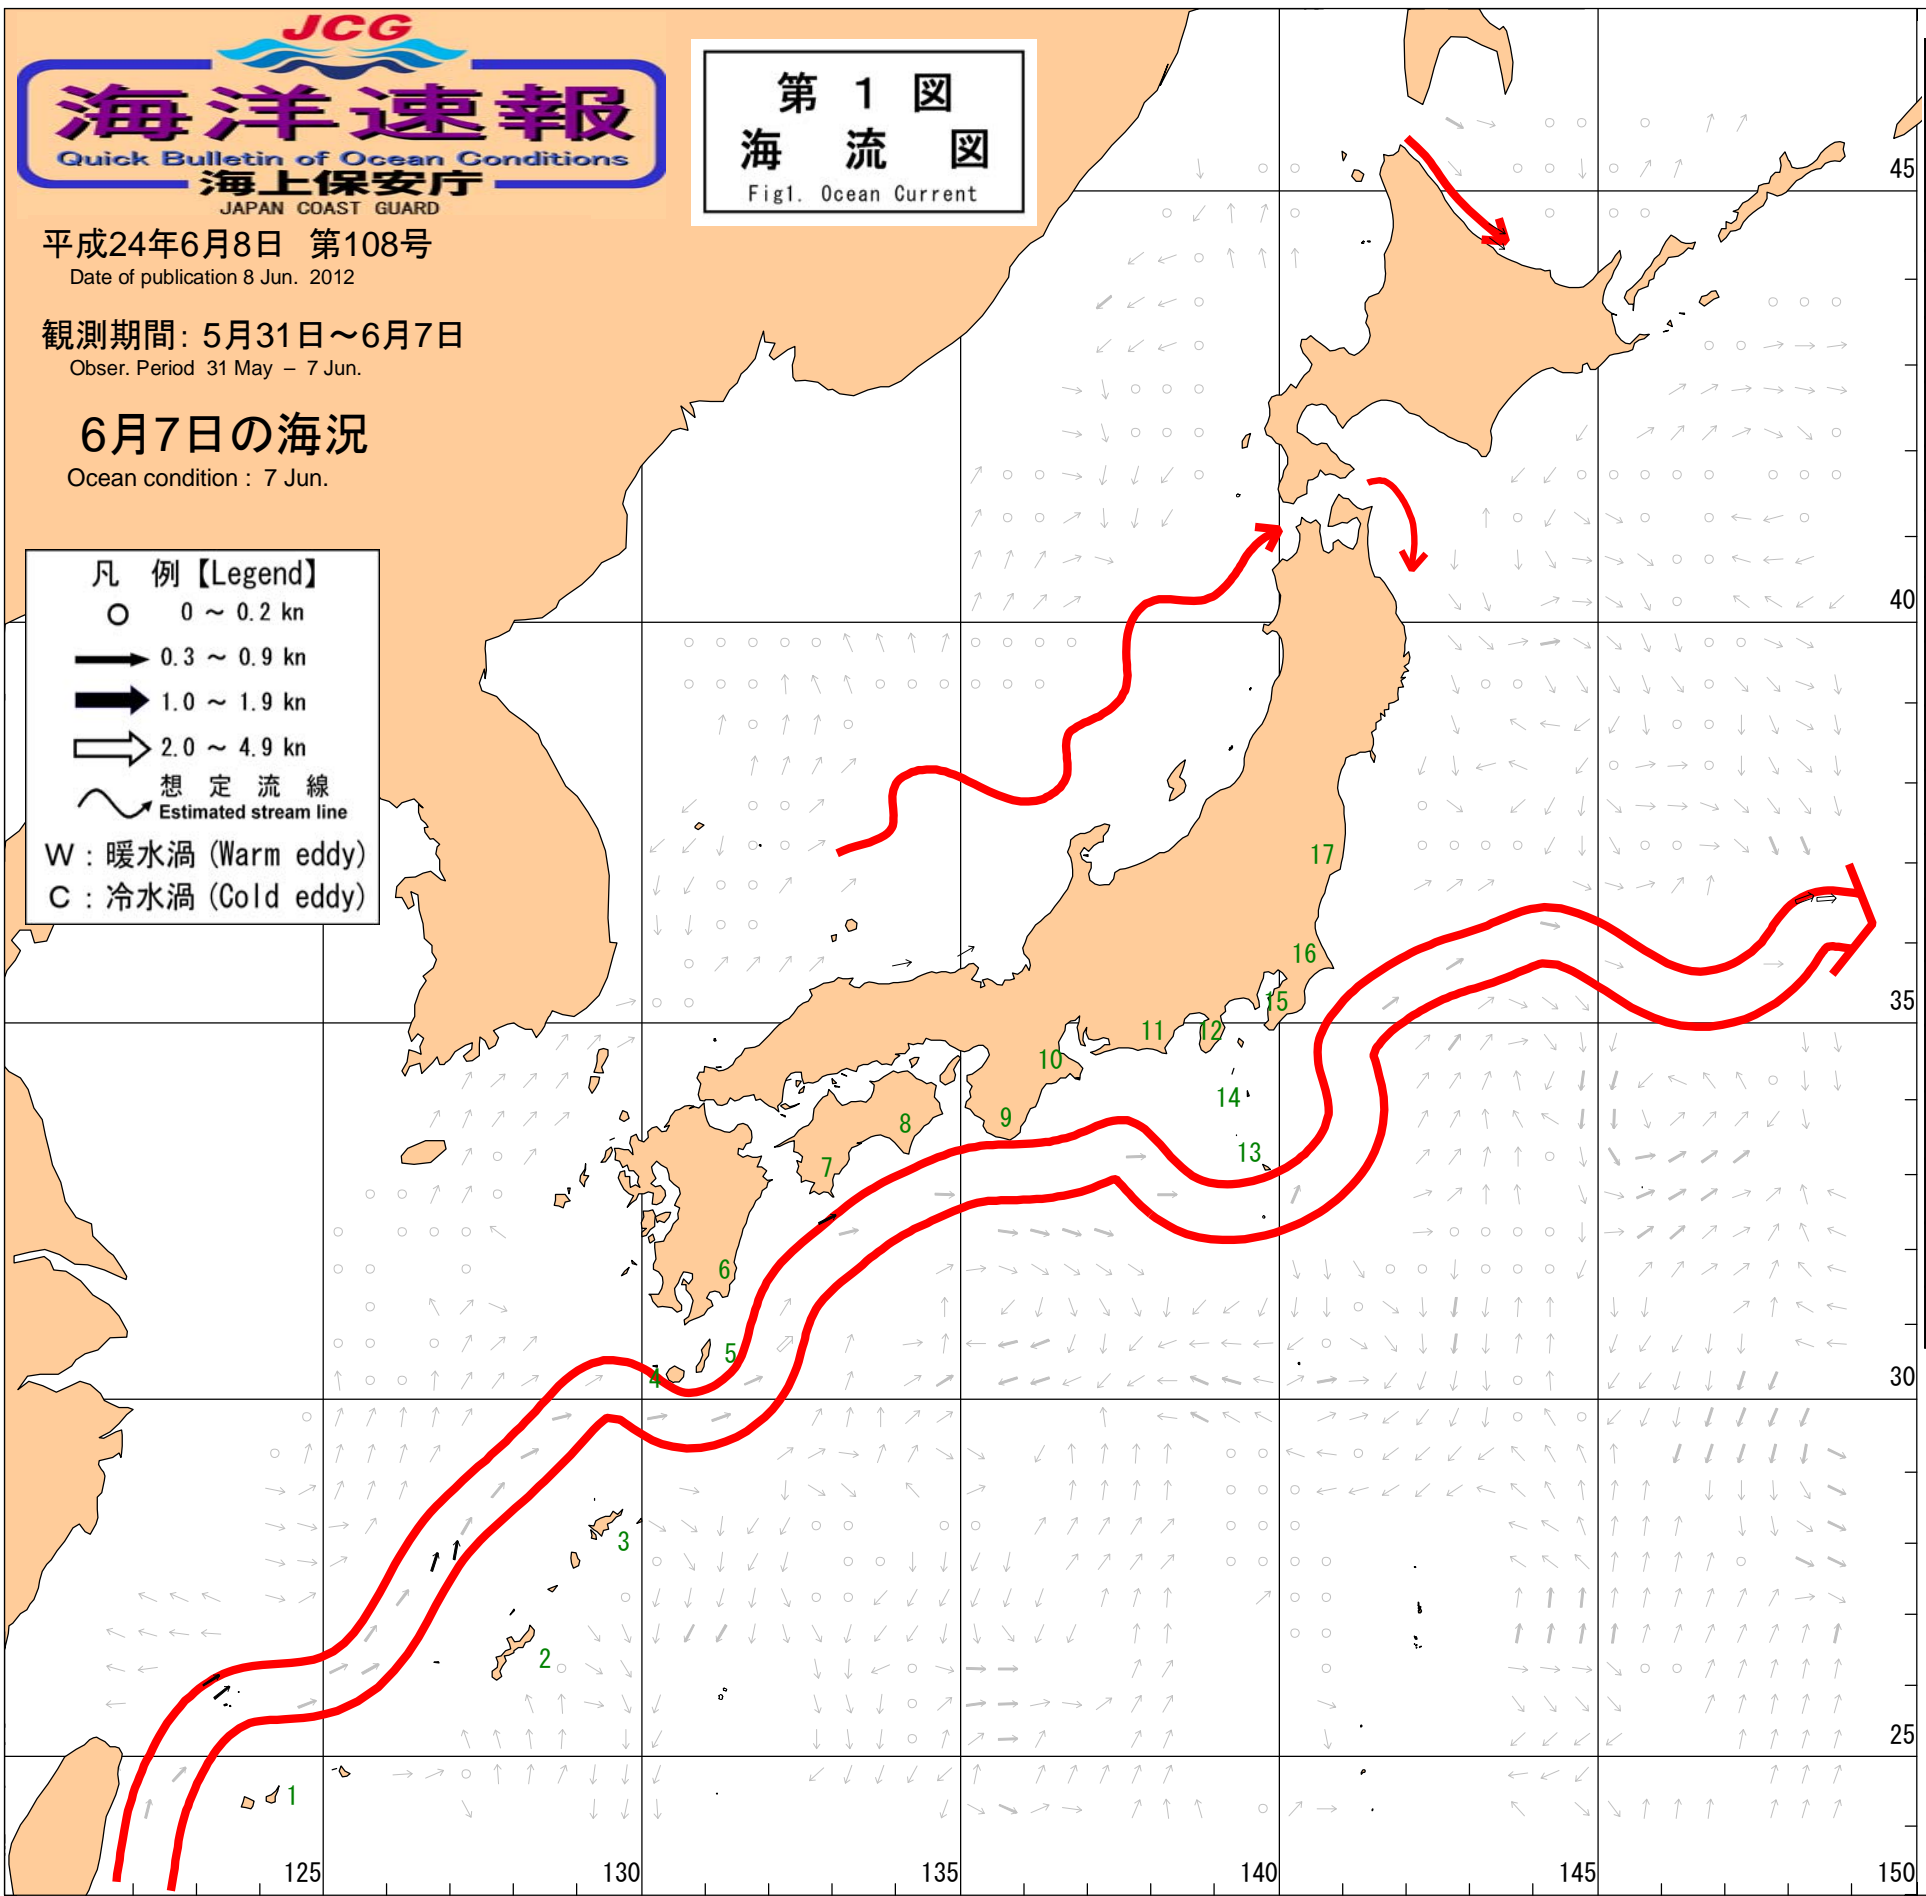 JCG
海洋速報
Quick Bulletin of Ocean Conditions
海上保安庁
JAPAN COAST GUARD
第 1 図
海 流 図
Fig1. Ocean Current
平成24年6月8日 第108号
Date of publication 8 Jun. 2012
観測期間: 5月31日～6月7日
Obser. Period 31 May – 7 Jun.
6月7日の海況
Ocean condition : 7 Jun.
凡 例【Legend】
0 ～ 0.2 kn
0.3 ～ 0.9 kn
1.0 ～ 1.9 kn
2.0 ～ 4.9 kn
想 定 流 線
Estimated stream line
W : 暖水渦 (Warm eddy)
C : 冷水渦 (Cold eddy)
45
40
35
30
25
17
16
15
12
11
10
14
13
9
8
7
6
5
4
3
2
1
125
130
135
140
145
150